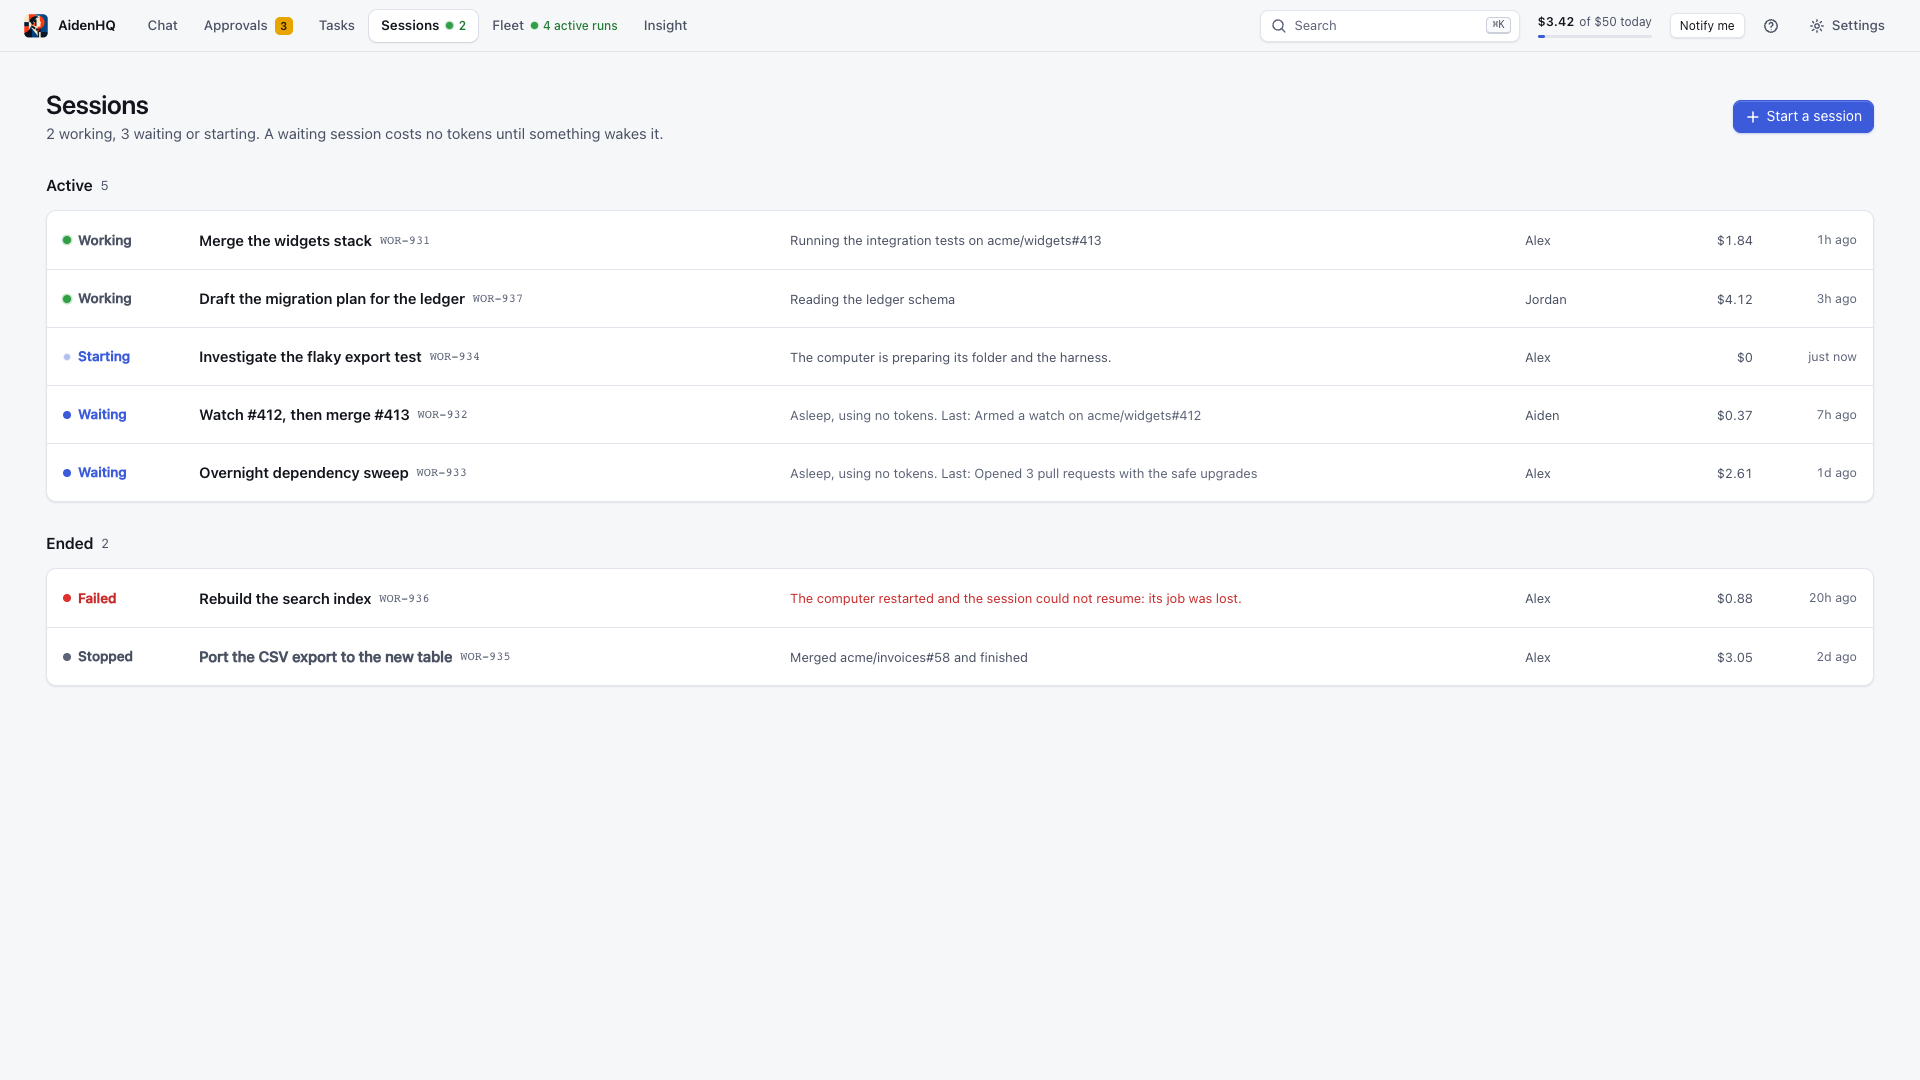 AidenHQ Chat Approvals 3 Tasks Sessions 2 Fleet 4 active runs Insight Search ⌘K $3.42 of $50 today Notify me Settings
Sessions
2 working, 3 waiting or starting. A waiting session costs no tokens until something wakes it.
+ Start a session
Active 5
Working Merge the widgets stack WOR-931 Running the integration tests on acme/widgets#413 Alex $1.84 1h ago
Working Draft the migration plan for the ledger WOR-937 Reading the ledger schema Jordan $4.12 3h ago
Starting Investigate the flaky export test WOR-934 The computer is preparing its folder and the harness. Alex $0 just now
Waiting Watch #412, then merge #413 WOR-932 Asleep, using no tokens. Last: Armed a watch on acme/widgets#412 Aiden $0.37 7h ago
Waiting Overnight dependency sweep WOR-933 Asleep, using no tokens. Last: Opened 3 pull requests with the safe upgrades Alex $2.61 1d ago
Ended 2
Failed Rebuild the search index WOR-936 The computer restarted and the session could not resume: its job was lost. Alex $0.88 20h ago
Stopped Port the CSV export to the new table WOR-935 Merged acme/invoices#58 and finished Alex $3.05 2d ago